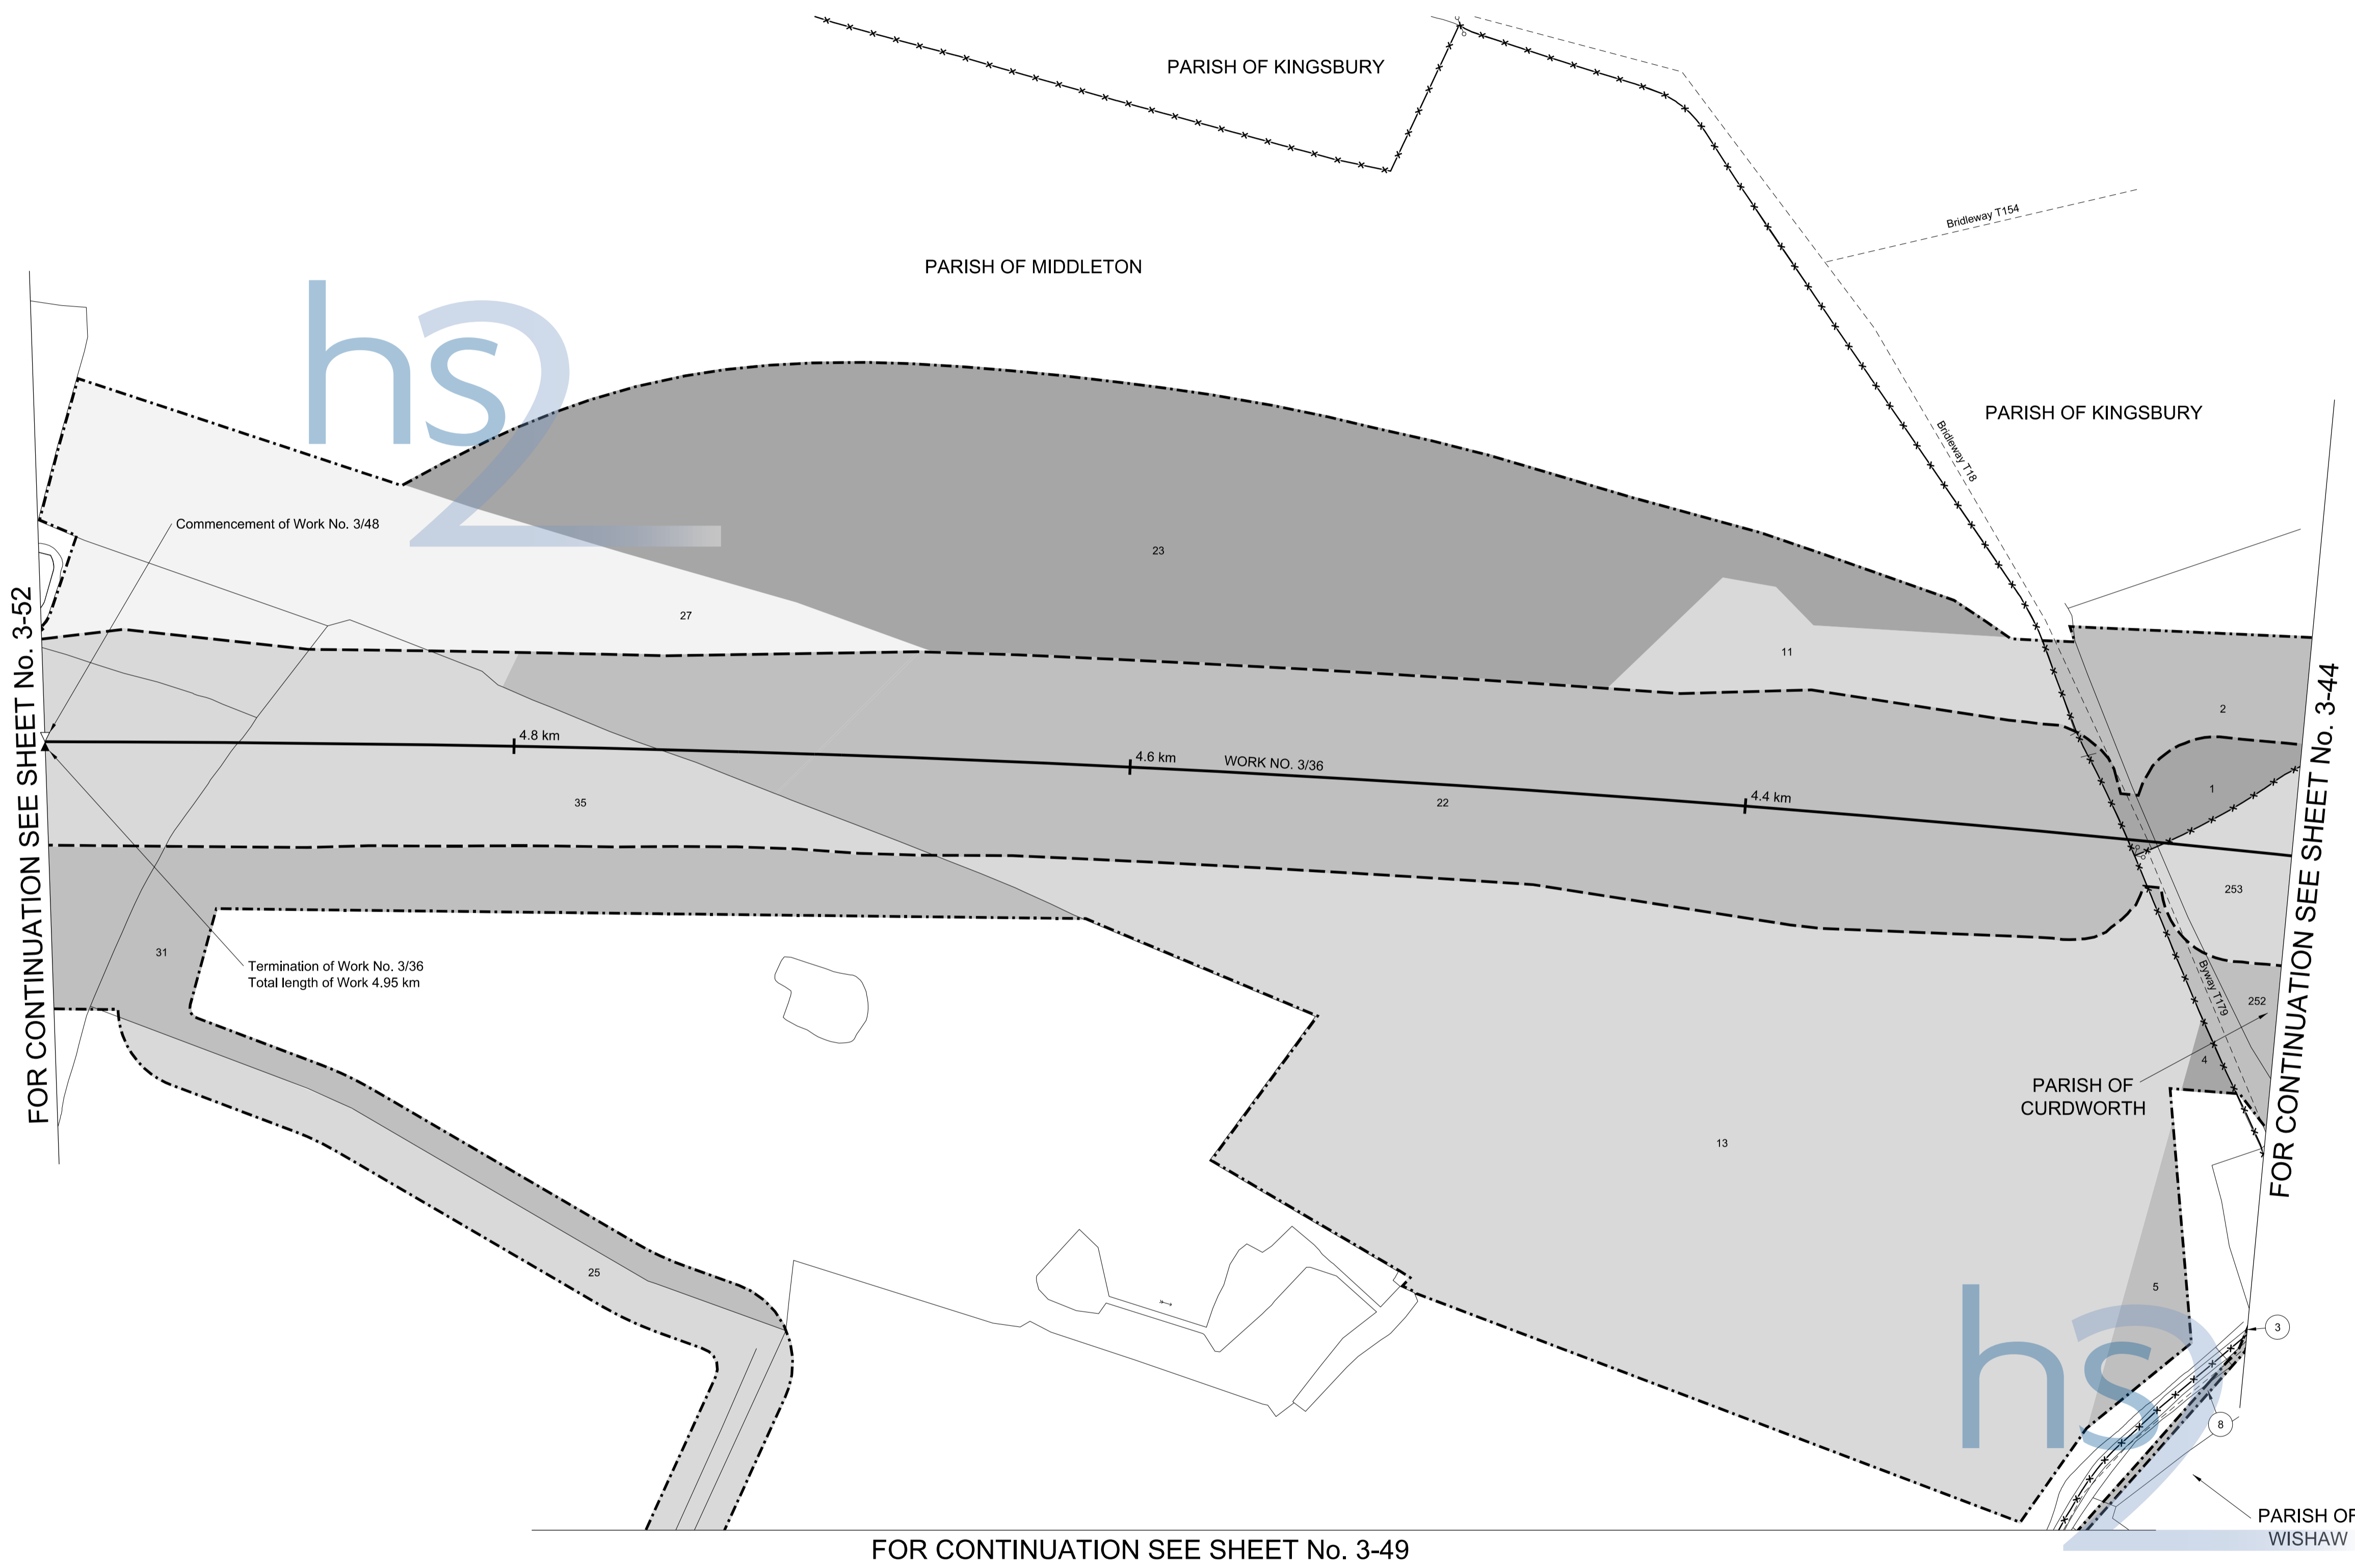 PARISH OF KINGSBURY
Bridleway T154
PARISH OF MIDDLETON
hs2
PARISH OF KINGSBURY
Bridleway T18
Commencement of Work No. 3/48
23
27
11
FOR CONTINUATION SEE SHEET No. 3-52
FOR CONTINUATION SEE SHEET No. 3-44
2
4.8 km
4.6 km
WORK NO. 3/36
4.4 km
1
35
22
253
31
Termination of Work No. 3/36
Total length of Work 4.95 km
Byway T179
252
4
PARISH OF
CURDWORTH
13
25
5
3
hs2
8
PARISH OF
WISHAW
FOR CONTINUATION SEE SHEET No. 3-49